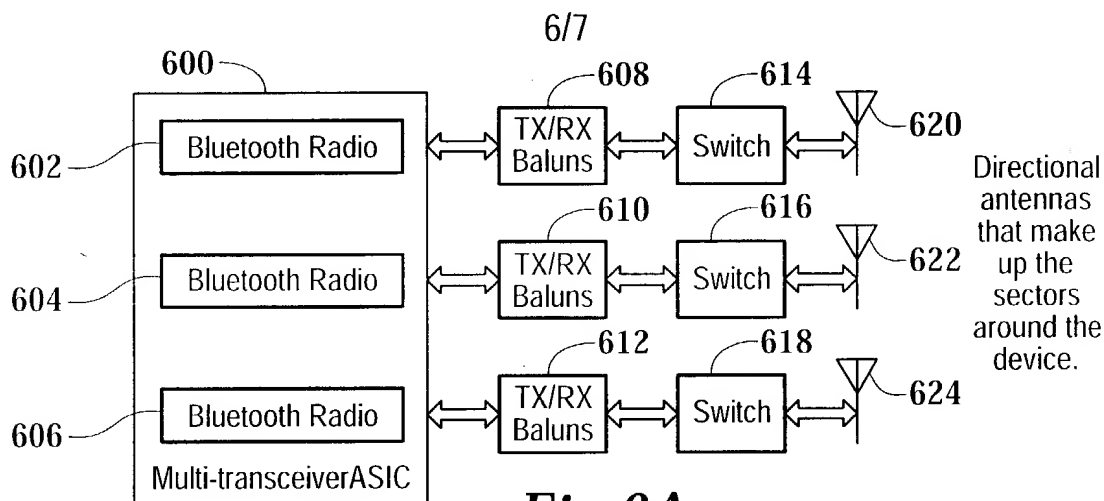 6/7
600
608
614
602
Bluetooth Radio
TX/RX
Baluns
Switch
620
610
616
604
Bluetooth Radio
TX/RX
Baluns
Switch
622
612
618
606
Bluetooth Radio
TX/RX
Baluns
Switch
624
Multi-transceiverASIC
Directional
antennas
that make
up the
sectors
around the
device.